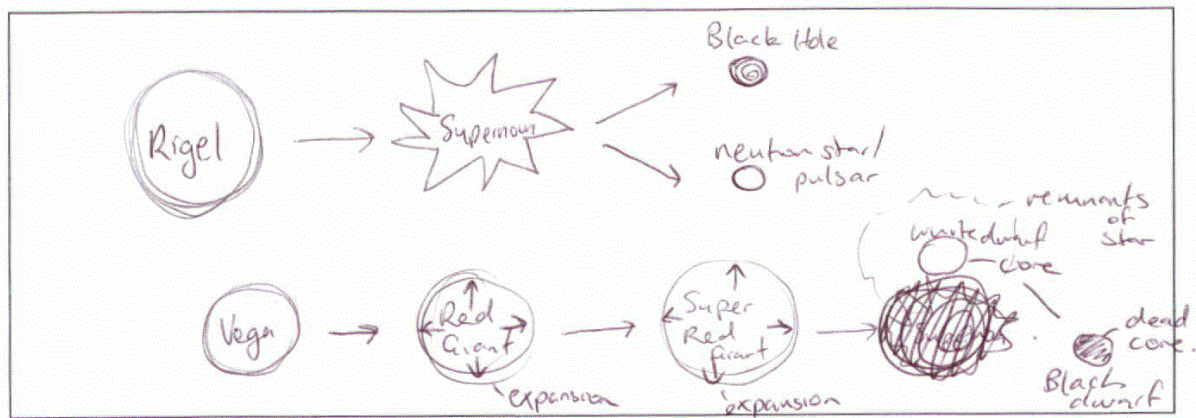 Black Hole
Rigel
Supernova
neutron star/
pulsar
remnants
of
star
white dwarf
core
Vega
Red
Giant
expansion
Super
Red
Giant
expansion
dead
core.
Black
dwarf